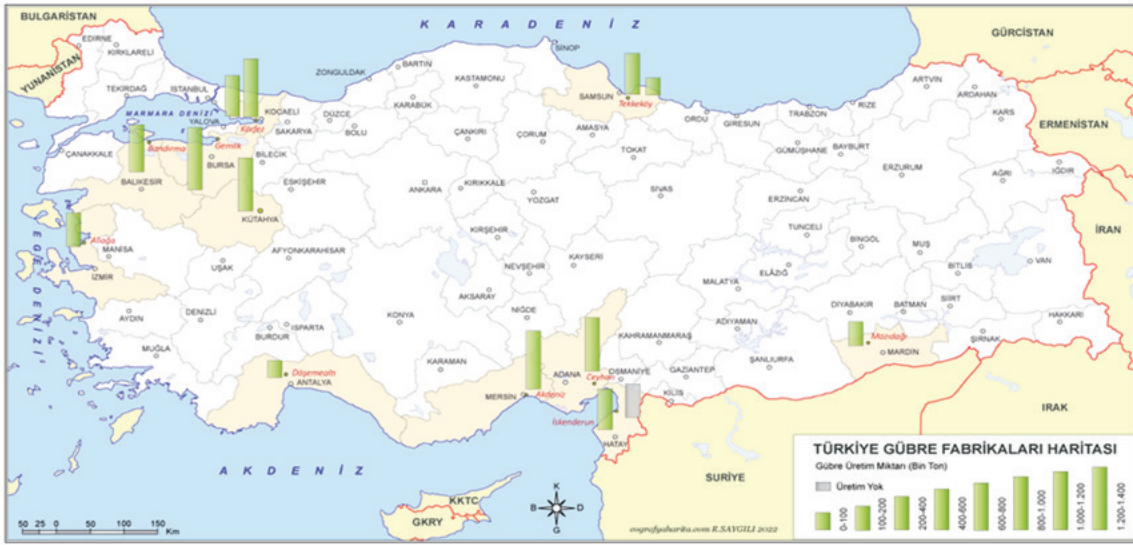 BULGARİSTAN
K A R A D E N İ Z
GÜRCİSTAN
YUNANİSTAN
EDİRNE
KIRKLARELİ
TEKİRDAĞ
İSTANBUL
MARMARA DENİZİ
YALOVA
KOCAELİ
Körfez
SAKARYA
DÜZCE
BOLU
ZONGULDAK
BARTIN
KARABÜK
KASTAMONU
SİNOP
SAMSUN
Tekkeköy
ORDU
GİRESUN
TRABZON
RİZE
ARTVİN
ARDAHAN
KARS
ERMENİSTAN
ÇANAKKALE
Bandırma
Gemlik
BURSA
BİLECİK
ÇANKIRI
ÇORUM
AMASYA
TOKAT
GÜMÜŞHANE
BAYBURT
ERZURUM
IĞDIR
AĞRI
BALIKESİR
KÜTAHYA
ESKİŞEHİR
ANKARA
KIRIKKALE
YOZGAT
SİVAS
ERZİNCAN
TUNCELİ
BİNGÖL
MUŞ
İRAN
E G E D E N İ Z İ
Aliağa
MANİSA
İZMİR
UŞAK
AFYONKARAHİSAR
KIRŞEHİR
NEVŞEHİR
KAYSERİ
AKSARAY
NİĞDE
MALATYA
ELAZIĞ
BİTLİS
VAN
AYDIN
DENİZLİ
BURDUR
ISPARTA
KONYA
KARAMAN
KAHRAMANMARAŞ
ADIYAMAN
DİYABAKIR
BATMAN
SİİRT
HAKKARİ
ŞIRNAK
MUĞLA
Döşemealtı
ANTALYA
MERSİN
Akdeniz
ADANA
Ceyhan
OSMANİYE
GAZİANTEP
KİLİS
ŞANLIURFA
Mazıdağı
MARDİN
İskenderun
HATAY
SURİYE
IRAK
A K D E N İ Z
KKTC
GKRY
K
B
D
G
50 25 0 50 100 150
Km
cografyaharita.com R.SAYGILI 2022
TÜRKİYE GÜBRE FABRİKALARI HARİTASI
Gübre Üretim Miktarı (Bin Ton)
Üretim Yok
0-100
100-200
200-400
400-600
600-800
800-1.000
1.000-1.200
1.200-1.400